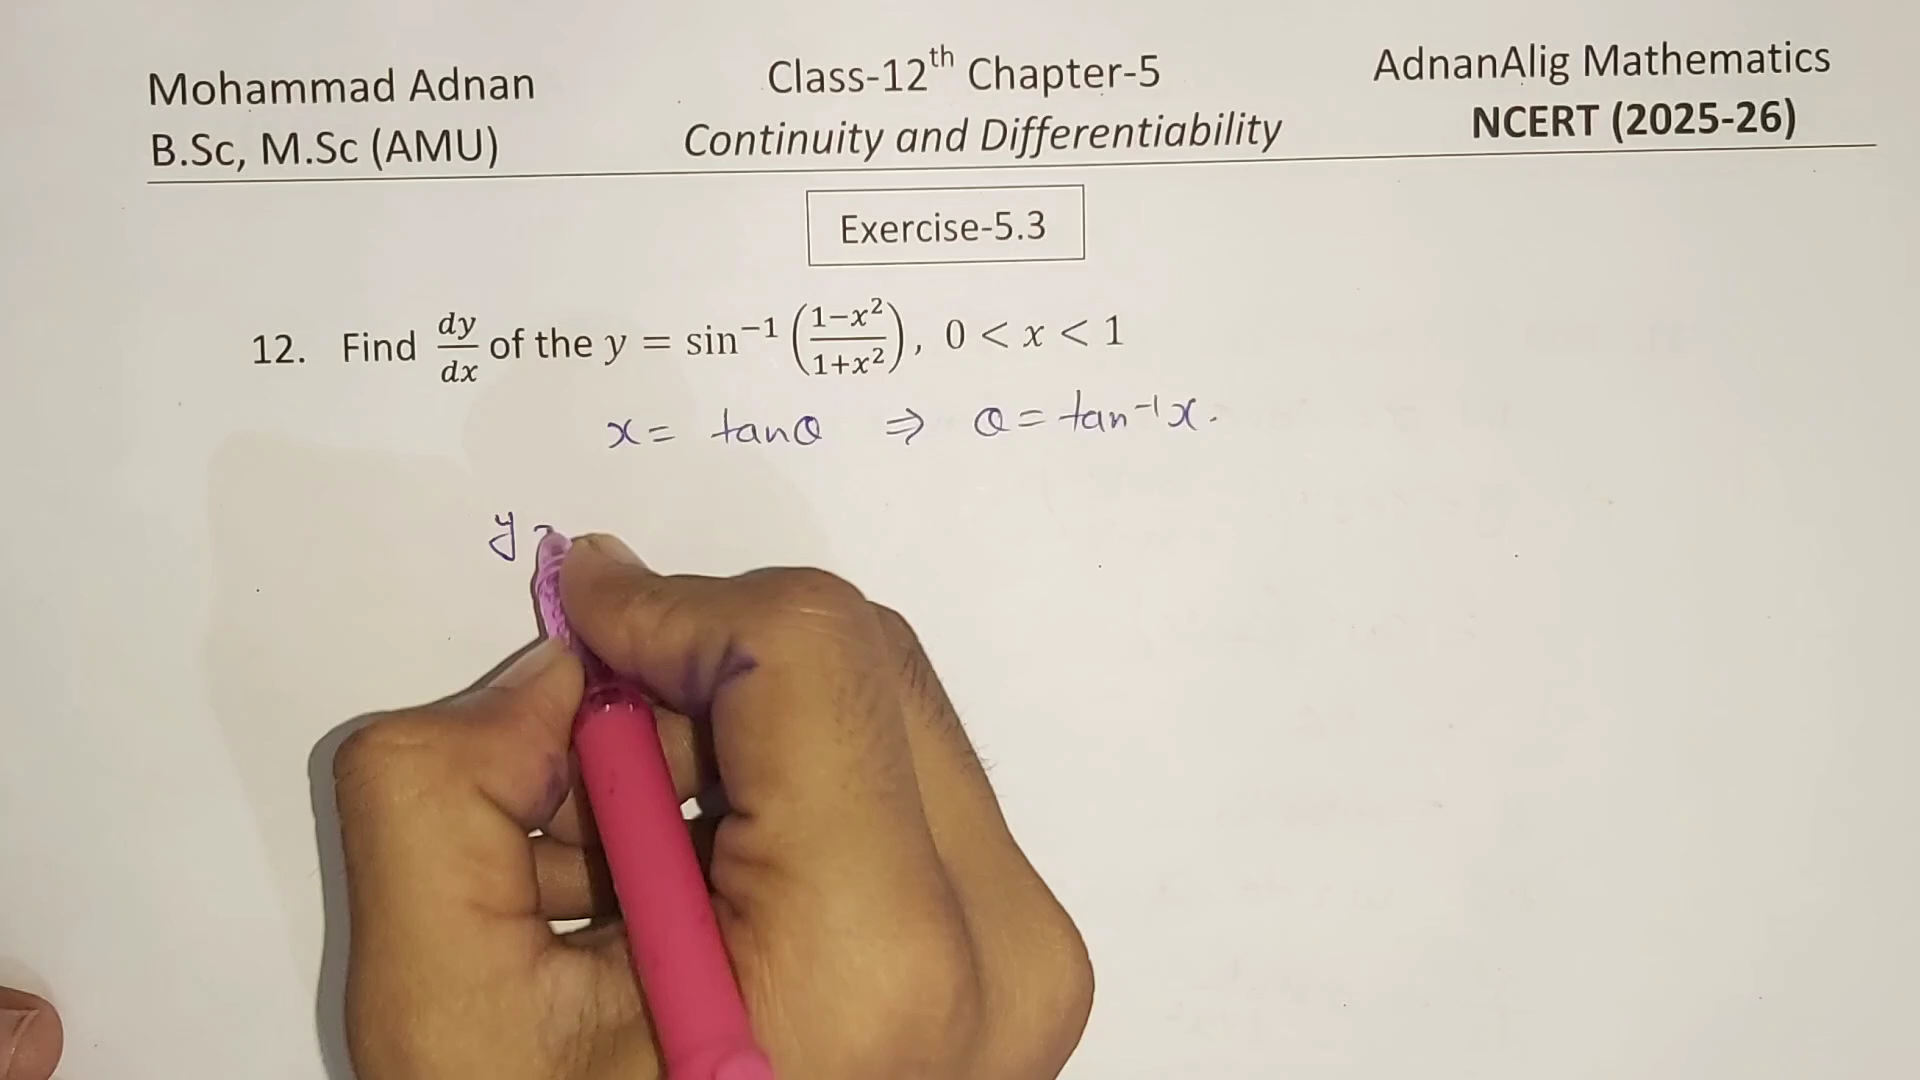 Mohammad Adnan
B.Sc, M.Sc (AMU)
Class-12th Chapter-5
Continuity and Differentiability
AdnanAlig Mathematics
NCERT (2025-26)
Exercise-5.3
12. Find dy/dx of the y = sin⁻¹((1−x²)/(1+x²)), 0 < x < 1
x = tanθ ⇒ θ = tan⁻¹x.
y =